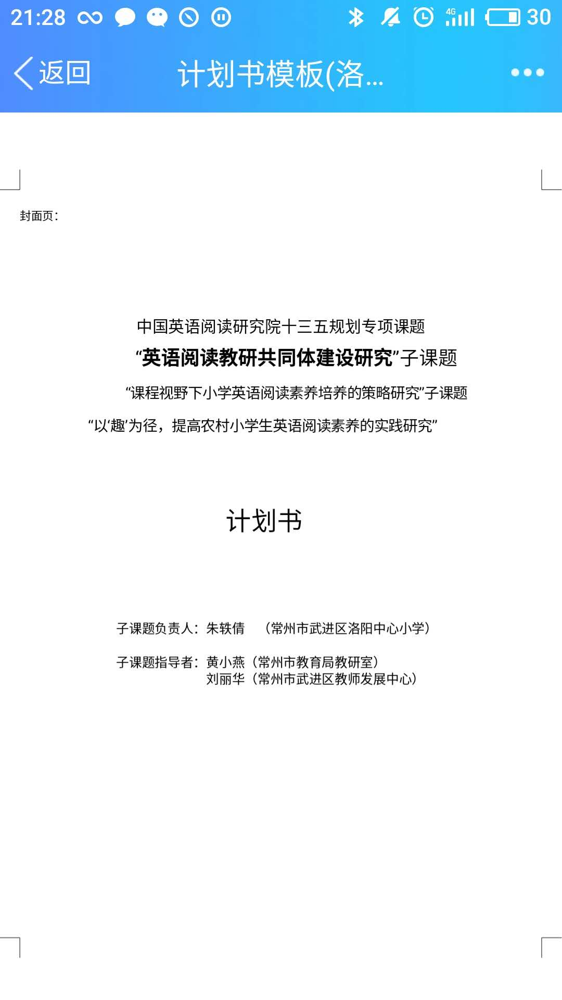 21:28
4G
30
返回
计划书模板(洛...
封面页：
中国英语阅读研究院十三五规划专项课题
“英语阅读教研共同体建设研究”子课题
“课程视野下小学英语阅读素养培养的策略研究”子课题
“以‘趣’为径，提高农村小学生英语阅读素养的实践研究”
计划书
子课题负责人：朱轶倩 （常州市武进区洛阳中心小学）
子课题指导者：黄小燕（常州市教育局教研室）
刘丽华（常州市武进区教师发展中心）